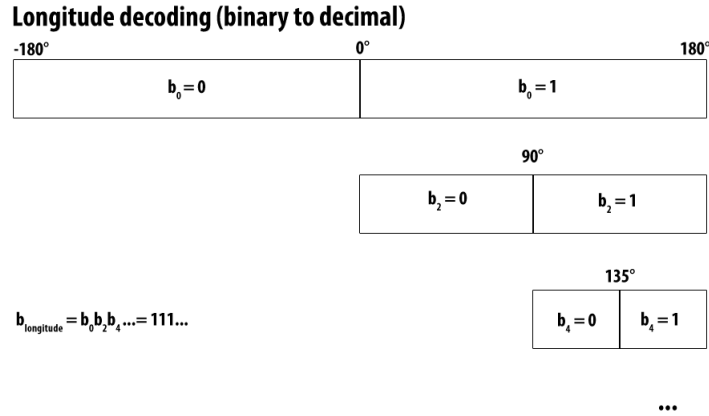 Longitude decoding (binary to decimal)
-180° 0° 180°
b₀ = 0 b₀ = 1
90°
b₂ = 0 b₂ = 1
135°
b_longitude = b₀b₂b₄...= 111... b₄ = 0 b₄ = 1
...